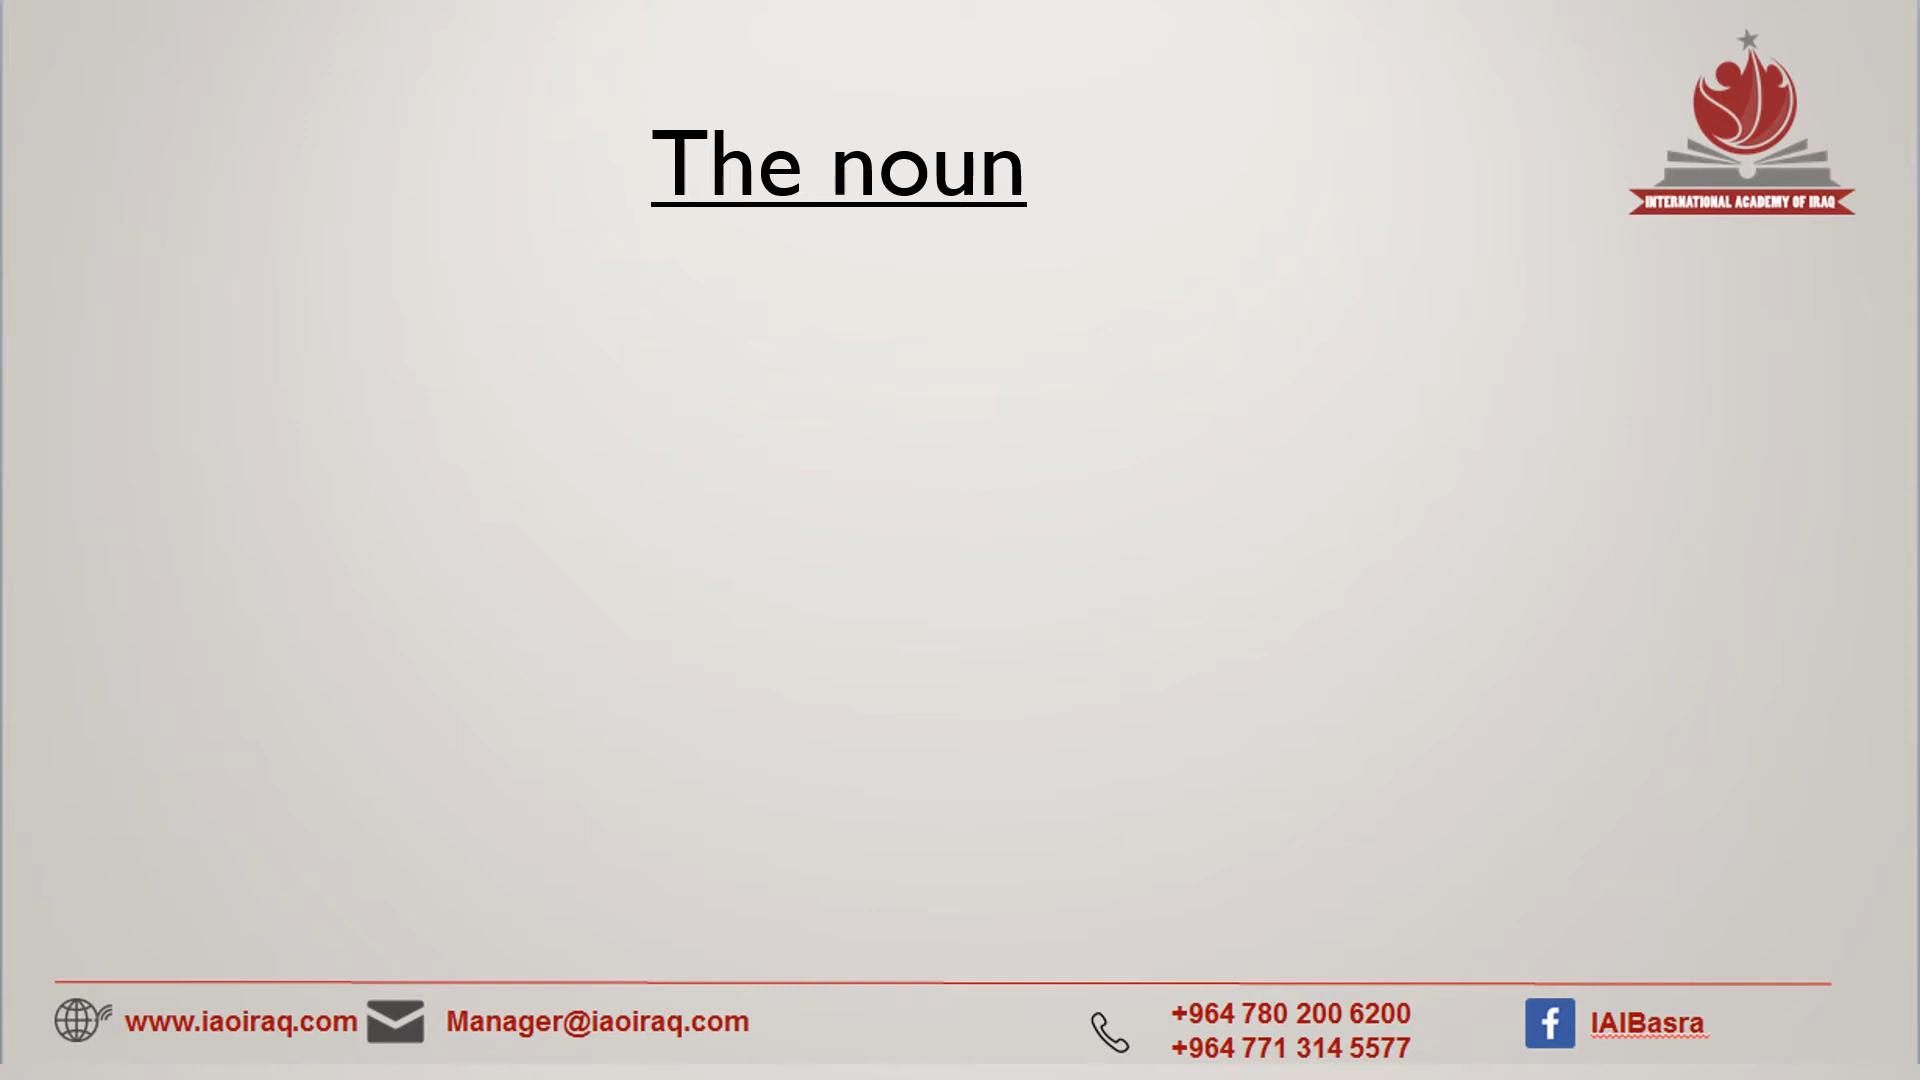 The noun
INTERNATIONAL ACADEMY OF IRAQ
www.iaoiraq.com
Manager@iaoiraq.com
+964 780 200 6200
+964 771 314 5577
f
IAIBasra